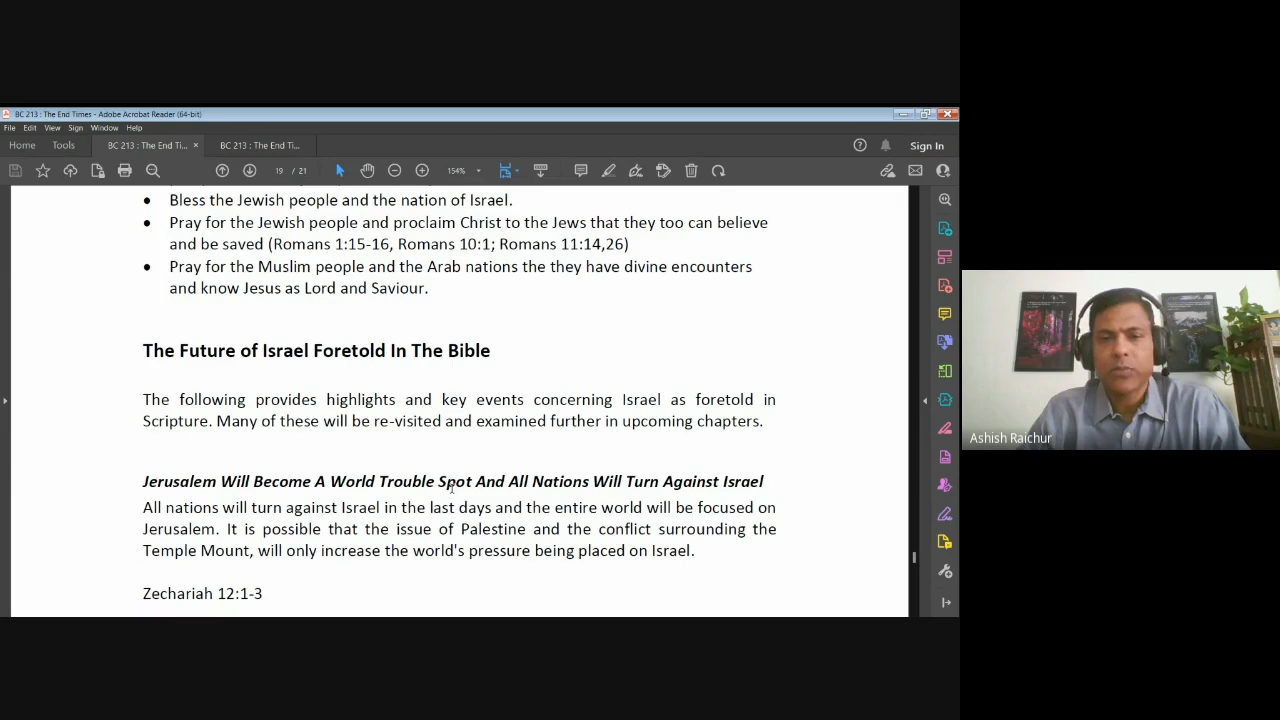 BC 213 : The End Times - Adobe Acrobat Reader (64-bit)
File Edit View Sign Window Help
Home Tools BC 213 : The End Ti... × BC 213 : The End Ti... Sign In
19 / 21 154%
• Bless the Jewish people and the nation of Israel.
• Pray for the Jewish people and proclaim Christ to the Jews that they too can believe
and be saved (Romans 1:15-16, Romans 10:1; Romans 11:14,26)
• Pray for the Muslim people and the Arab nations the they have divine encounters
and know Jesus as Lord and Saviour.
The Future of Israel Foretold In The Bible
The following provides highlights and key events concerning Israel as foretold in
Scripture. Many of these will be re-visited and examined further in upcoming chapters.
Jerusalem Will Become A World Trouble Spot And All Nations Will Turn Against Israel
All nations will turn against Israel in the last days and the entire world will be focused on
Jerusalem. It is possible that the issue of Palestine and the conflict surrounding the
Temple Mount, will only increase the world's pressure being placed on Israel.
Zechariah 12:1-3
Ashish Raichur